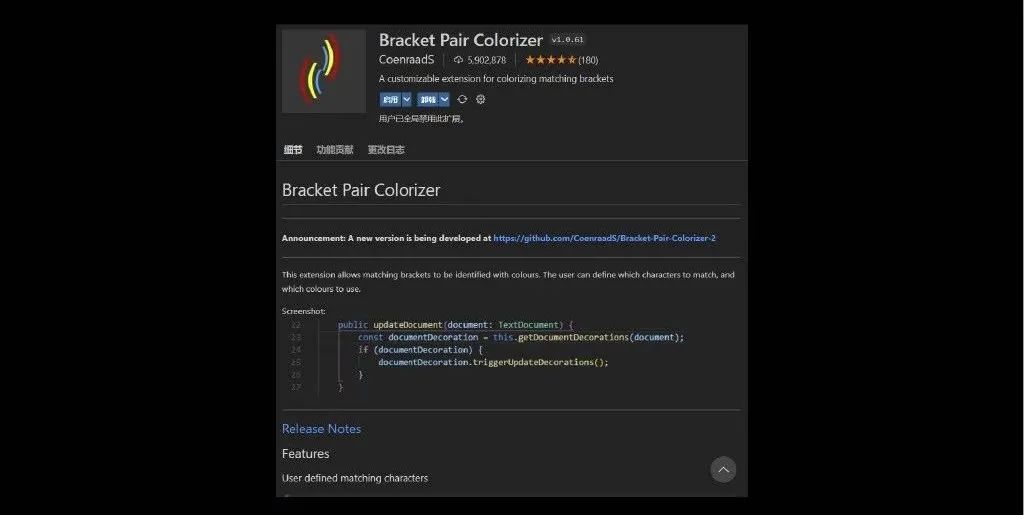 Bracket Pair Colorizer v1.0.61
CoenraadS 5,902,878 (180)
A customizable extension for colorizing matching brackets
启用 卸载
用户已全局禁用此扩展。
细节 功能贡献 更改日志
Bracket Pair Colorizer
Announcement: A new version is being developed at https://github.com/CoenraadS/Bracket-Pair-Colorizer-2
This extension allows matching brackets to be identified with colours. The user can define which characters to match, and
which colours to use.
Screenshot:
22 public updateDocument(document: TextDocument) {
23 const documentDecoration = this.getDocumentDecorations(document);
24 if (documentDecoration) {
25 documentDecoration.triggerUpdateDecorations();
26 }
27 }
Release Notes
Features
User defined matching characters